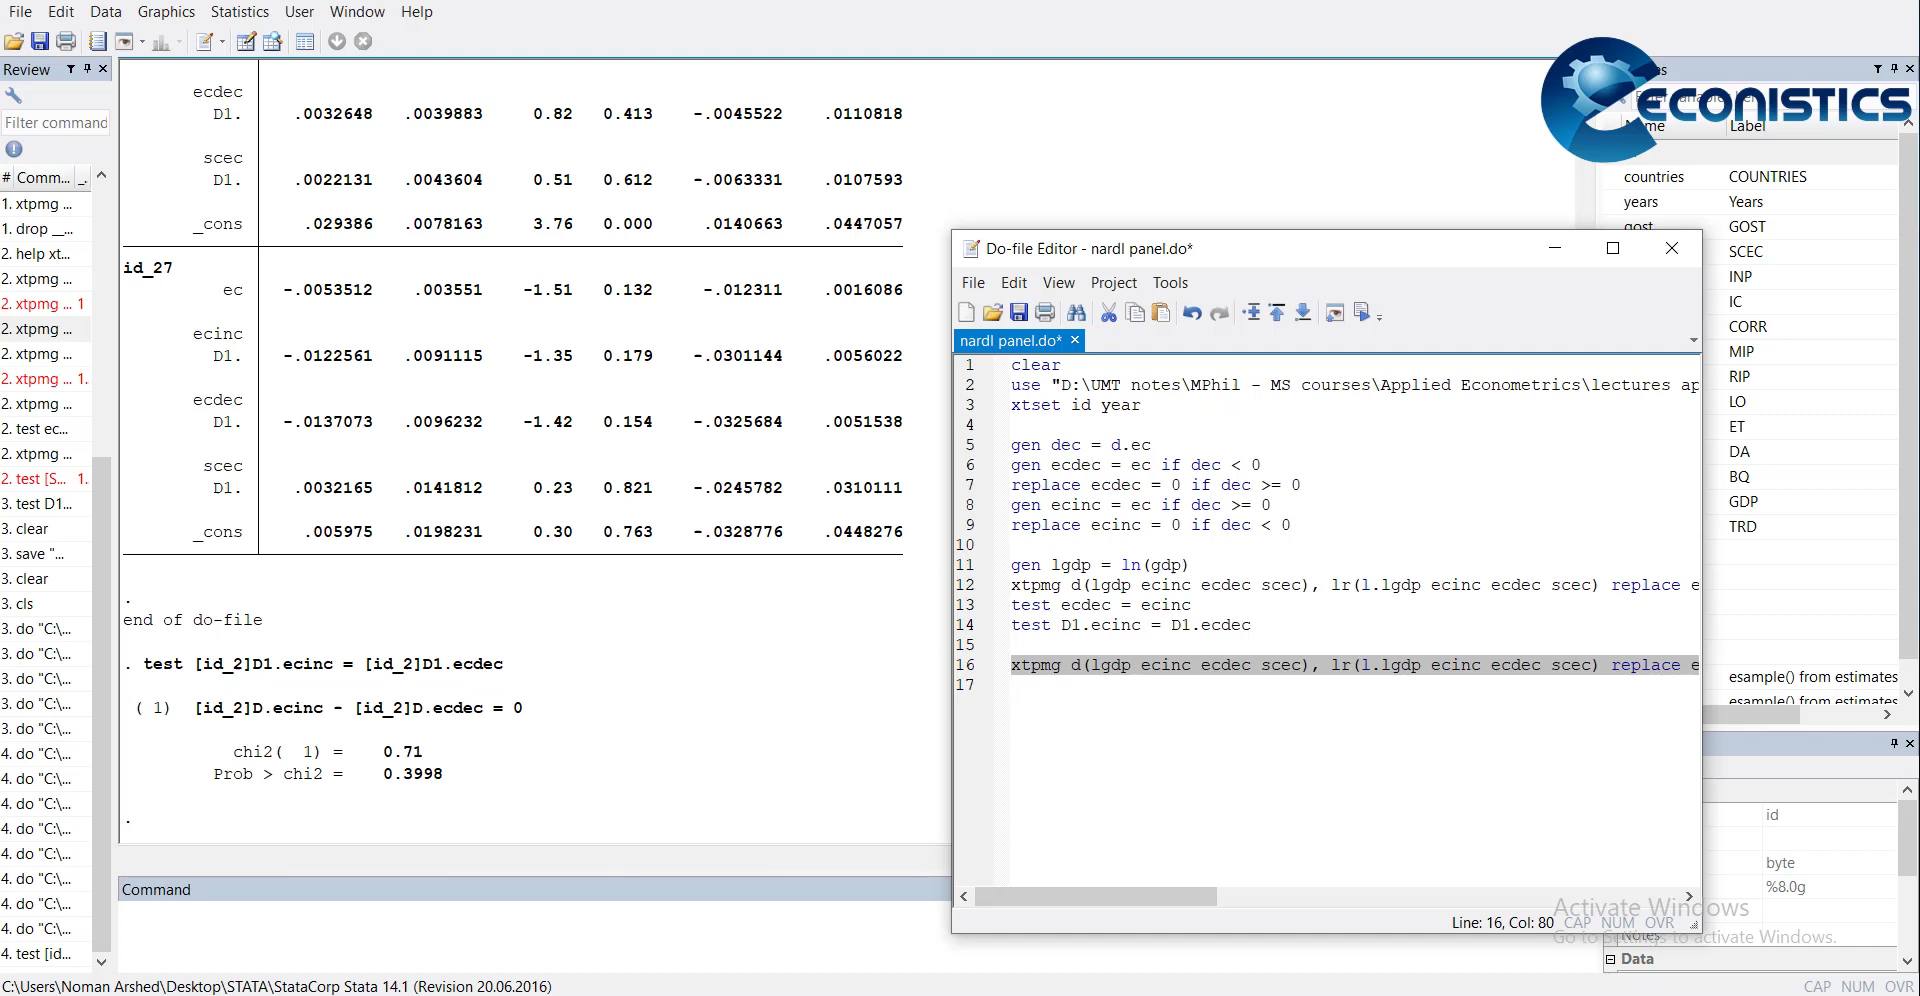 File Edit Data Graphics Statistics User Window Help
Review
Filter command
# Comm... _.
1. xtpmg ...
1. drop __...
2. help xt...
2. xtpmg ...
2. xtpmg ... 1
2. xtpmg ...
2. xtpmg ...
2. xtpmg ... 1.
2. xtpmg ...
2. test ec...
2. xtpmg ...
2. test [S... 1.
3. test D1...
3. clear
3. save "...
3. clear
3. cls
3. do "C:\...
3. do "C:\...
3. do "C:\...
3. do "C:\...
3. do "C:\...
4. do "C:\...
4. do "C:\...
4. do "C:\...
4. do "C:\...
4. do "C:\...
4. do "C:\...
4. do "C:\...
4. do "C:\...
4. test [id...
ecdec
D1. .0032648 .0039883 0.82 0.413 -.0045522 .0110818
scec
D1. .0022131 .0043604 0.51 0.612 -.0063331 .0107593
_cons .029386 .0078163 3.76 0.000 .0140663 .0447057
id_27
ec -.0053512 .003551 -1.51 0.132 -.012311 .0016086
ecinc
D1. -.0122561 .0091115 -1.35 0.179 -.0301144 .0056022
ecdec
D1. -.0137073 .0096232 -1.42 0.154 -.0325684 .0051538
scec
D1. .0032165 .0141812 0.23 0.821 -.0245782 .0310111
_cons .005975 .0198231 0.30 0.763 -.0328776 .0448276
.
end of do-file
. test [id_2]D1.ecinc = [id_2]D1.ecdec
( 1) [id_2]D.ecinc - [id_2]D.ecdec = 0
chi2( 1) = 0.71
Prob > chi2 = 0.3998
.
Command
Do-file Editor - nardl panel.do*
File Edit View Project Tools
nardl panel.do*
1 clear
2 use "D:\UMT notes\MPhil - MS courses\Applied Econometrics\lectures ap
3 xtset id year
4
5 gen dec = d.ec
6 gen ecdec = ec if dec < 0
7 replace ecdec = 0 if dec >= 0
8 gen ecinc = ec if dec >= 0
9 replace ecinc = 0 if dec < 0
10
11 gen lgdp = ln(gdp)
12 xtpmg d(lgdp ecinc ecdec scec), lr(l.lgdp ecinc ecdec scec) replace e
13 test ecdec = ecinc
14 test D1.ecinc = D1.ecdec
15
16 xtpmg d(lgdp ecinc ecdec scec), lr(l.lgdp ecinc ecdec scec) replace e
17
Line: 16, Col: 80 CAP NUM OVR
ECONISTICS
Label
countries COUNTRIES
years Years
gost GOST
SCEC
INP
IC
CORR
MIP
RIP
LO
ET
DA
BQ
GDP
TRD
esample() from estimates
esample() from estimates
id
byte
%8.0g
Notes
Data
Activate Windows
Go to Settings to activate Windows.
C:\Users\Noman Arshed\Desktop\STATA\StataCorp Stata 14.1 (Revision 20.06.2016)
CAP NUM OVR